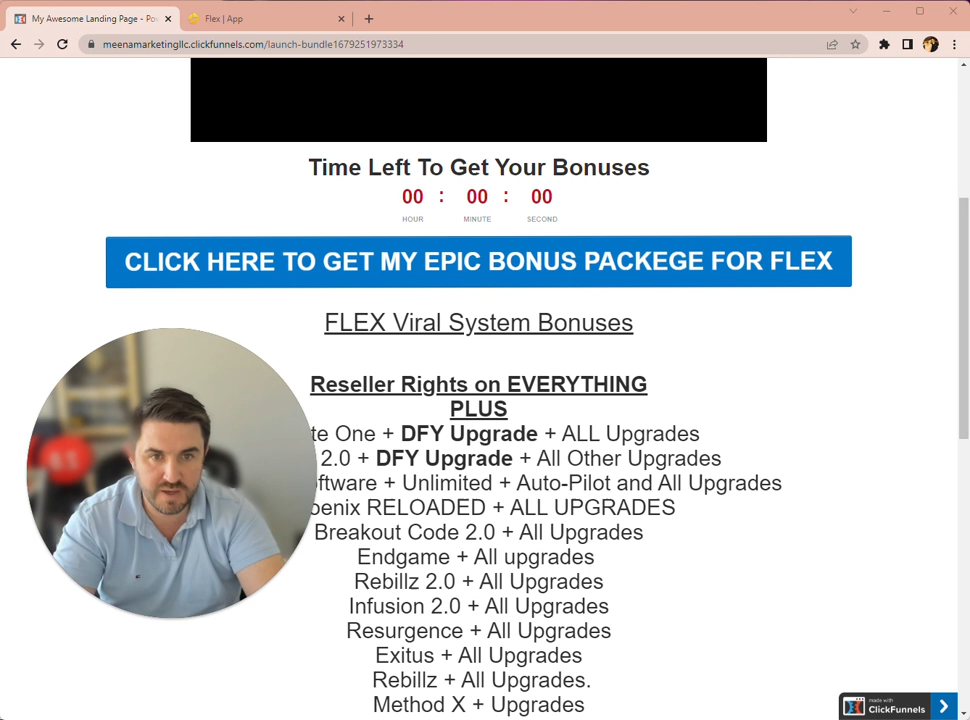 My Awesome Landing Page - Po
Flex | App
meenamarketingllc.clickfunnels.com/launch-bundle1679251973334
Time Left To Get Your Bonuses
00 : 00 : 00
HOUR MINUTE SECOND
CLICK HERE TO GET MY EPIC BONUS PACKEGE FOR FLEX
FLEX Viral System Bonuses
Reseller Rights on EVERYTHING
PLUS
te One + DFY Upgrade + ALL Upgrades
2.0 + DFY Upgrade + All Other Upgrades
oftware + Unlimited + Auto-Pilot and All Upgrades
oenix RELOADED + ALL UPGRADES
Breakout Code 2.0 + All Upgrades
Endgame + All upgrades
Rebillz 2.0 + All Upgrades
Infusion 2.0 + All Upgrades
Resurgence + All Upgrades
Exitus + All Upgrades
Rebillz + All Upgrades.
Method X + Upgrades
made with
ClickFunnels